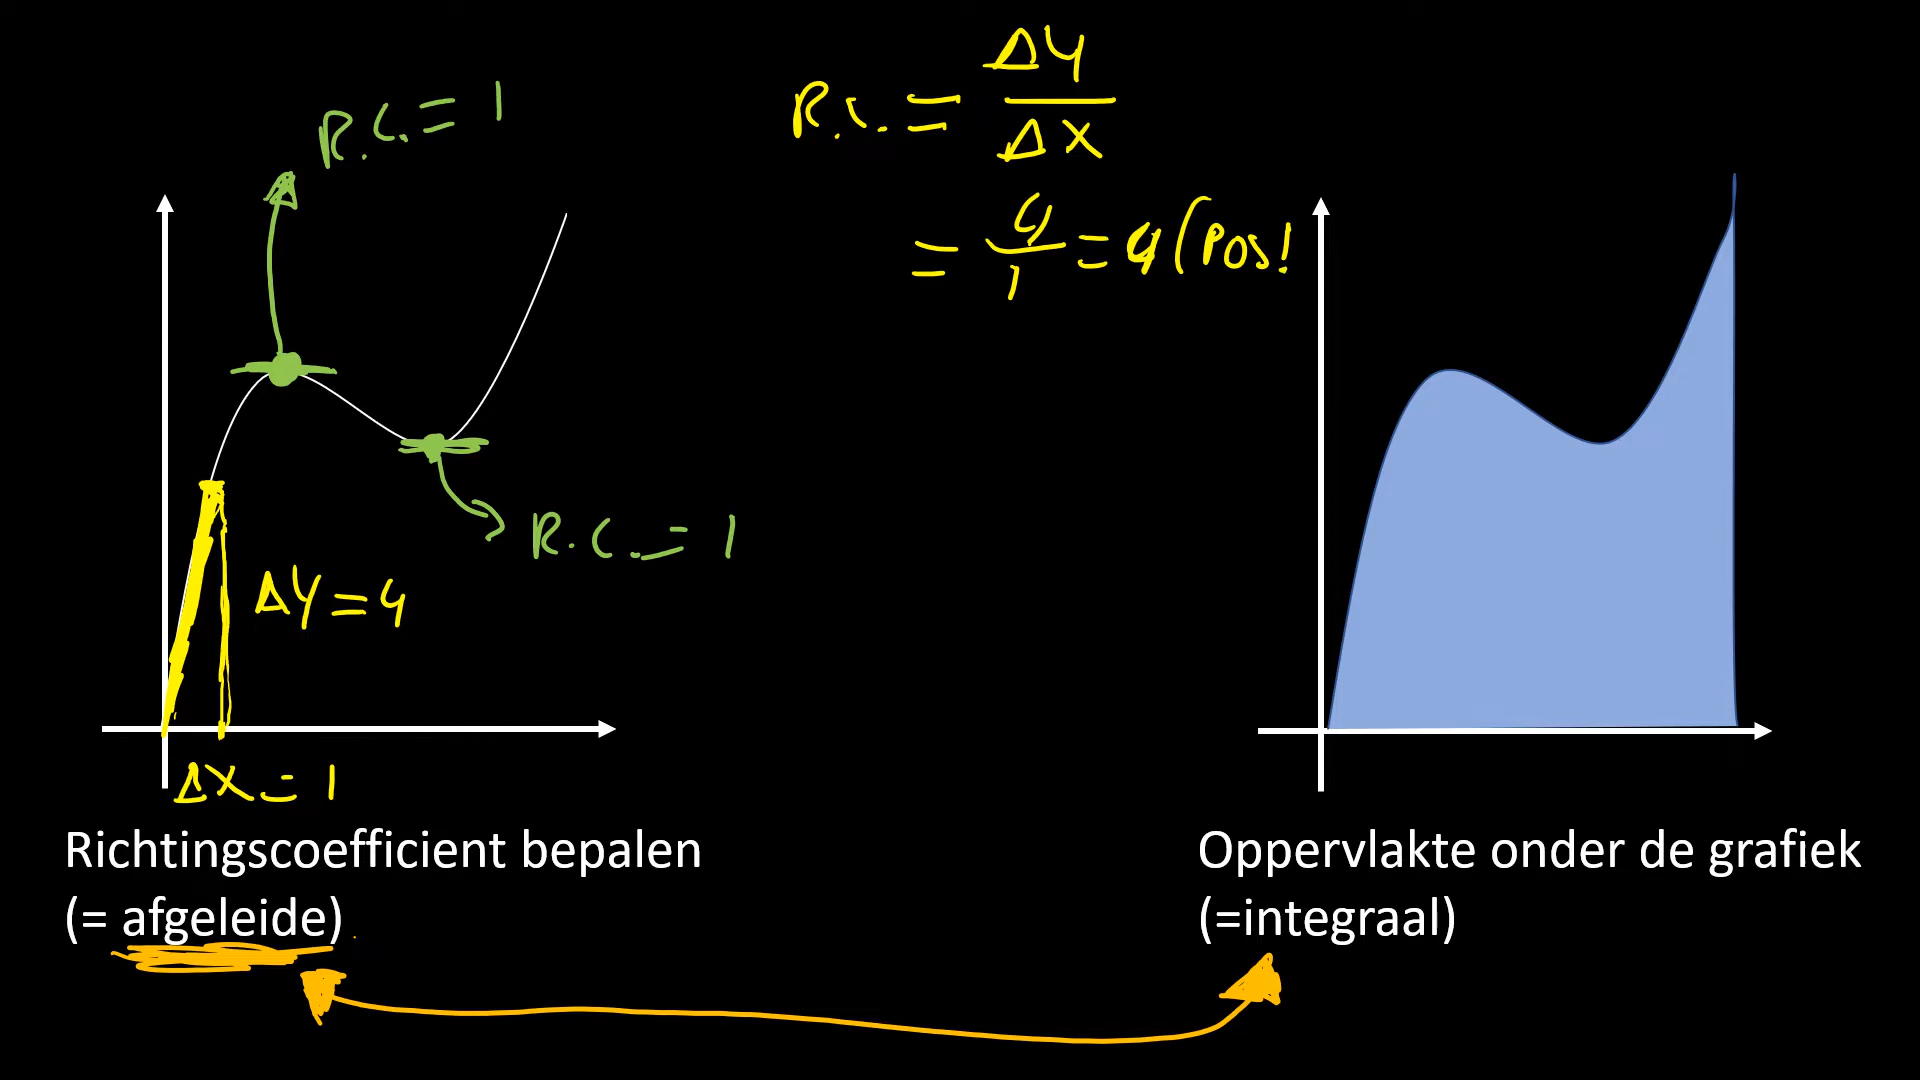 R.C. = 1
R.C. = ΔY
ΔX
= 4/1 = 4 (Pos!
R.C. = 1
ΔY = 4
ΔX = 1
Richtingscoefficient bepalen
(= afgeleide)
Oppervlakte onder de grafiek
(=integraal)